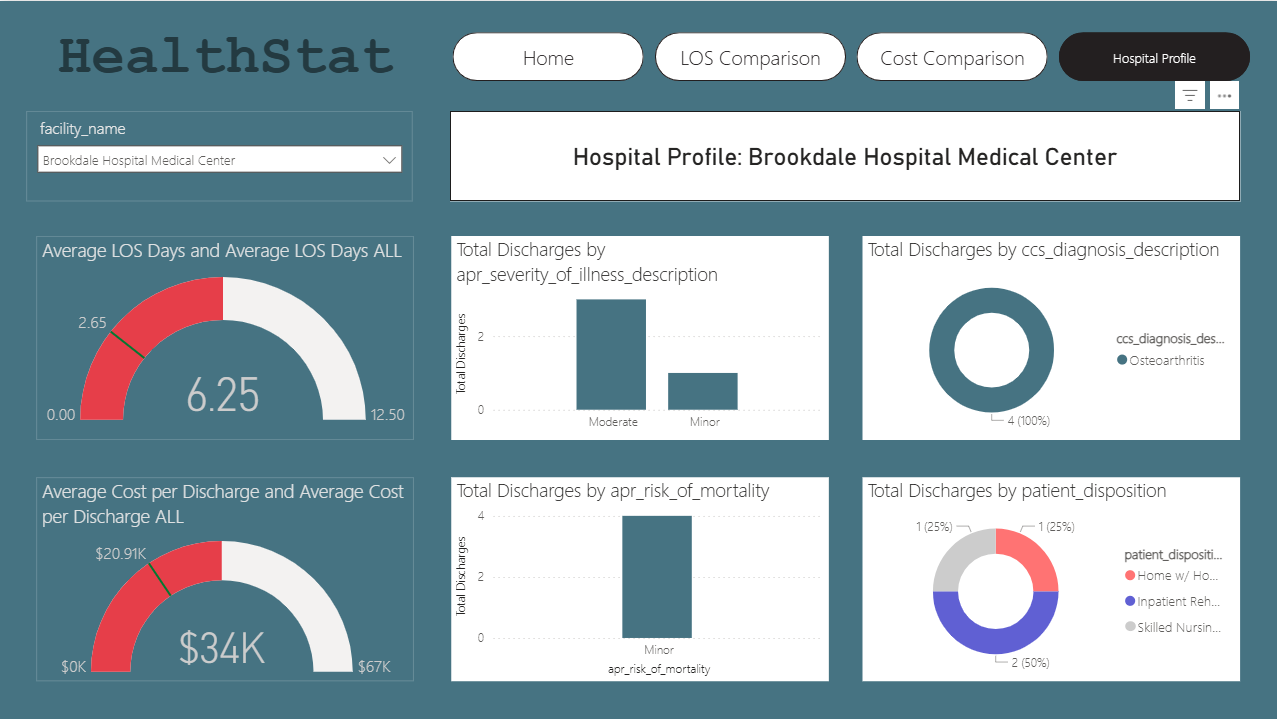 HealthStat
Home
LOS Comparison
Cost Comparison
Hospital Profile
facility_name
Brookdale Hospital Medical Center
Hospital Profile: Brookdale Hospital Medical Center
Average LOS Days and Average LOS Days ALL
2.65
6.25
0.00
12.50
Total Discharges by
apr_severity_of_illness_description
Total Discharges
2
0
Moderate
Minor
Total Discharges by ccs_diagnosis_description
ccs_diagnosis_des...
Osteoarthritis
4 (100%)
Average Cost per Discharge and Average Cost
per Discharge ALL
$20.91K
$34K
$0K
$67K
Total Discharges by apr_risk_of_mortality
Total Discharges
4
2
0
Minor
apr_risk_of_mortality
Total Discharges by patient_disposition
1 (25%)
1 (25%)
2 (50%)
patient_dispositi...
Home w/ Ho...
Inpatient Reh...
Skilled Nursin...